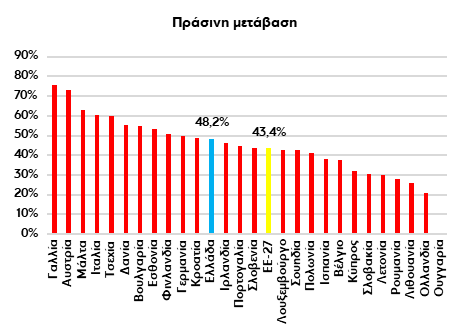 Πράσινη μετάβαση
90%
80%
70%
60%
50%
40%
30%
20%
10%
0%
48,2%
43,4%
Γαλλία
Αυστρία
Μάλτα
Ιταλία
Τσεχία
Δανία
Βουλγαρία
Εσθονία
Φινλανδία
Γερμανία
Κροατία
Ελλάδα
Ιρλανδία
Πορτογαλία
Σλοβενία
ΕΕ-27
Λουξεμβούργο
Σουηδία
Πολωνία
Ισπανία
Βέλγιο
Κύπρος
Σλοβακία
Λετονία
Ρουμανία
Λιθουανία
Ολλανδία
Ουγγαρία